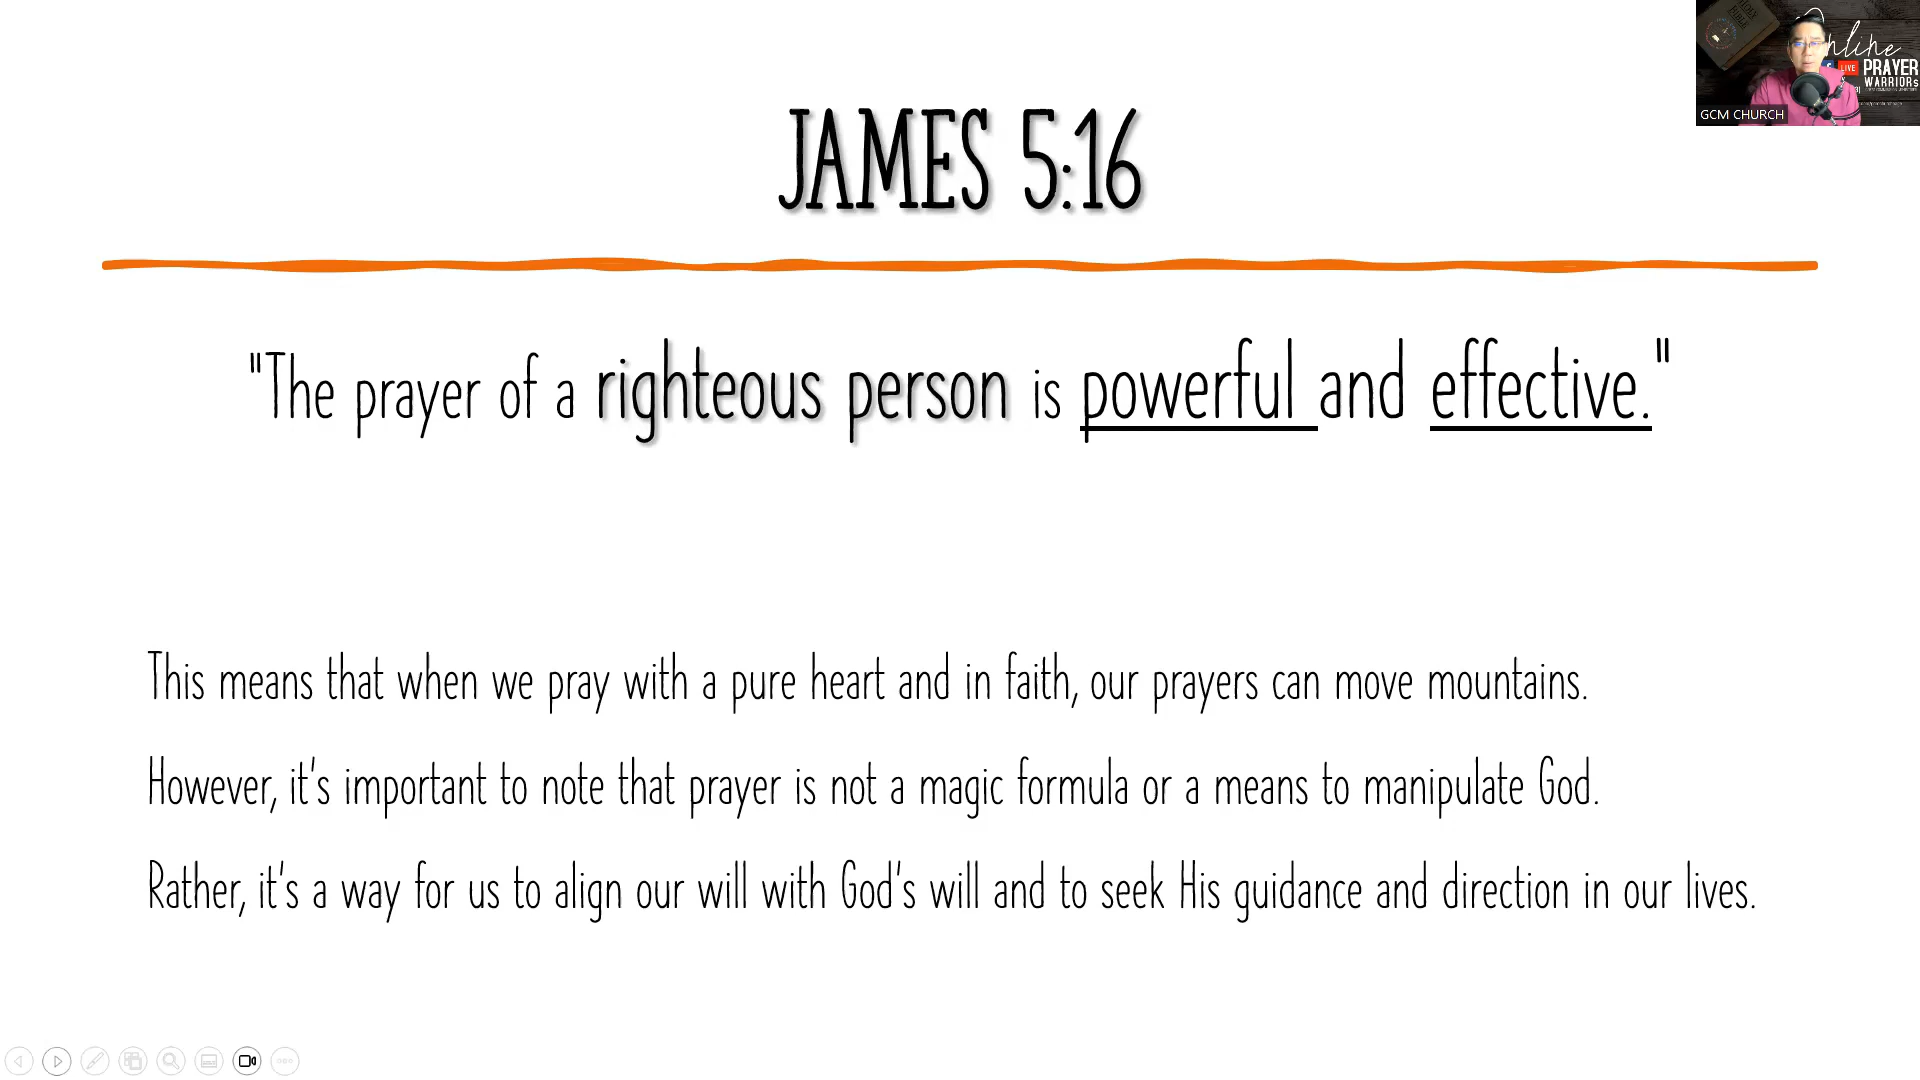 JAMES 5:16
"The prayer of a righteous person is powerful and effective."
This means that when we pray with a pure heart and in faith, our prayers can move mountains.
However, it's important to note that prayer is not a magic formula or a means to manipulate God.
Rather, it's a way for us to align our will with God's will and to seek His guidance and direction in our lives.
HOLY BIBLE
LIVE PRAYER
WARRIORS
GCM CHURCH